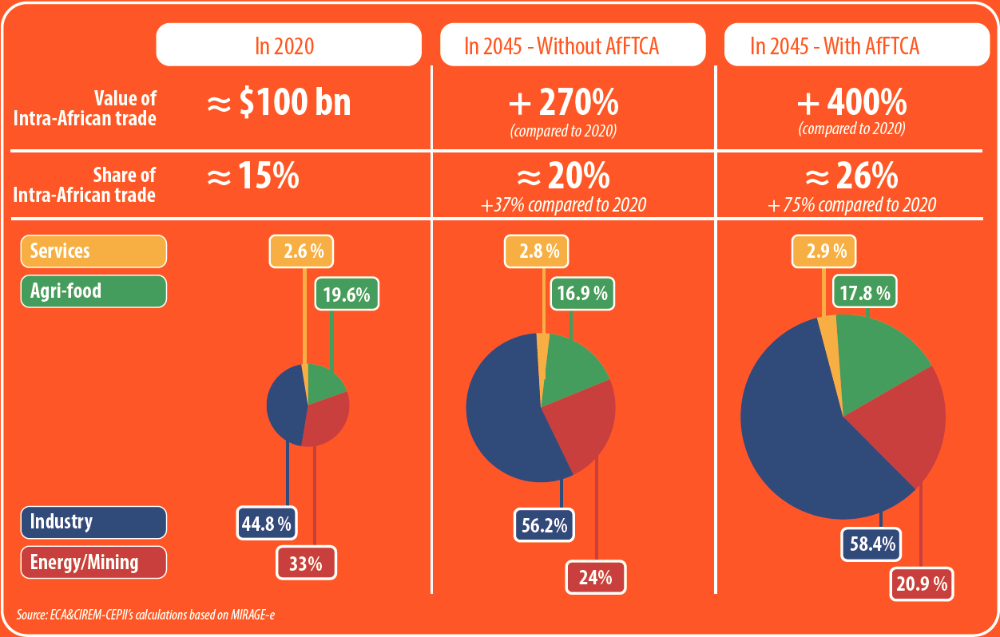 In 2020
In 2045 - Without AfFTCA
In 2045 - With AfFTCA
Value of
Intra-African trade
≈ $100 bn
+ 270%
(compared to 2020)
+ 400%
(compared to 2020)
Share of
Intra-African trade
≈ 15%
≈ 20%
+37% compared to 2020
≈ 26%
+ 75% compared to 2020
Services
2.6 %
2.8 %
2.9 %
Agri-food
19.6%
16.9 %
17.8 %
Industry
44.8 %
56.2%
58.4%
Energy/Mining
33%
24%
20.9 %
Source: ECA&CIREM-CEPII's calculations based on MIRAGE-e